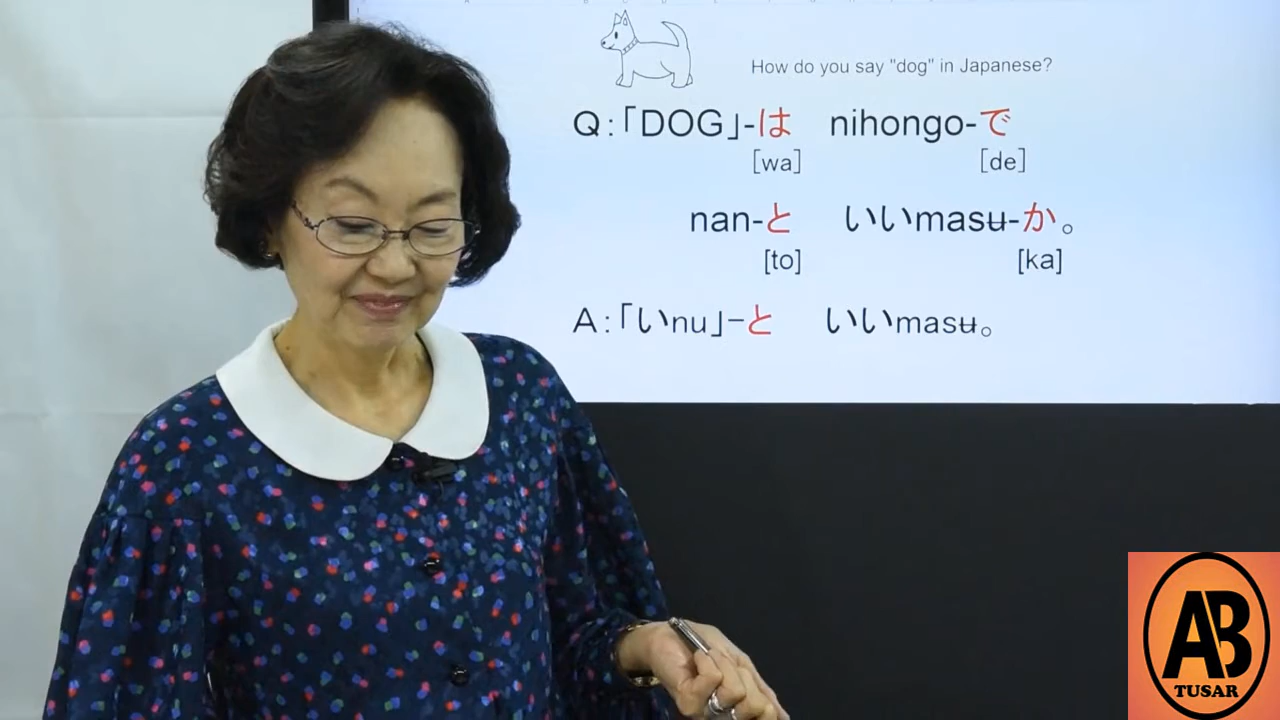 How do you say "dog" in Japanese?
Q:「DOG」-は nihongo-で
[wa] [de]
nan-と いいmasu-か。
[to] [ka]
A:「いnu」-と いいmasu。
AB
TUSAR